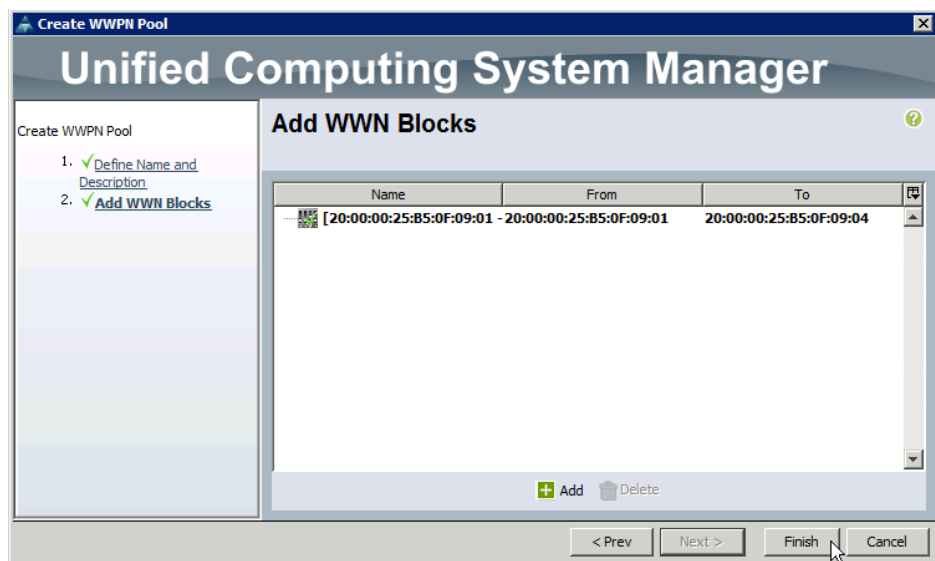 Create WWPN Pool
Unified Computing System Manager
Create WWPN Pool
1. Define Name and
Description
2. Add WWN Blocks
Add WWN Blocks
?
Name From To
[20:00:00:25:B5:0F:09:01 - 20:00:00:25:B5:0F:09:01 20:00:00:25:B5:0F:09:04
+ Add Delete
< Prev Next > Finish Cancel